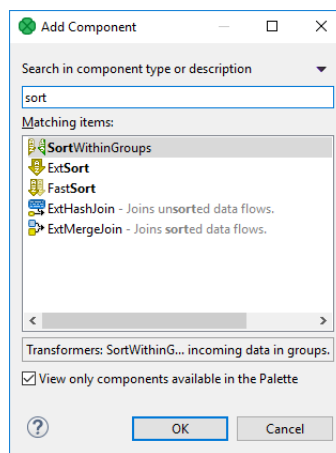 Add Component
Search in component type or description
sort
Matching items:
SortWithinGroups
ExtSort
FastSort
ExtHashJoin - Joins unsorted data flows.
ExtMergeJoin - Joins sorted data flows.
Transformers: SortWithinG... incoming data in groups.
View only components available in the Palette
?
OK Cancel